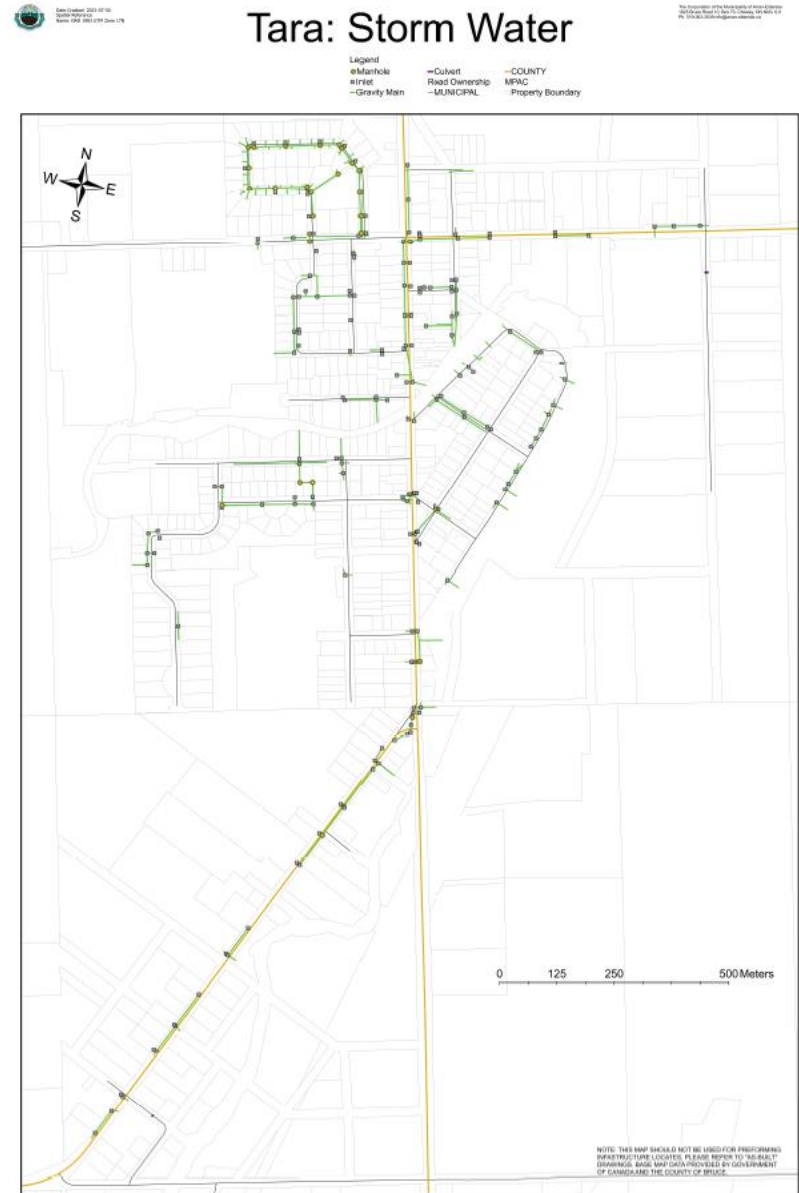 Tara: Storm Water
Legend
Manhole
Inlet
Gravity Main
Culvert
Road Ownership
MUNICIPAL
COUNTY
MPAC
Property Boundary
N
W E
S
0 125 250 500 Meters
NOTE: THIS MAP SHOULD NOT BE USED FOR PREFORMING
INFRASTRUCTURE LOCATES, PLEASE REFER TO "AS-BUILT"
DRAWINGS. BASE MAP DATA PROVIDED BY GOVERNMENT
OF CANADA AND THE COUNTY OF BRUCE.